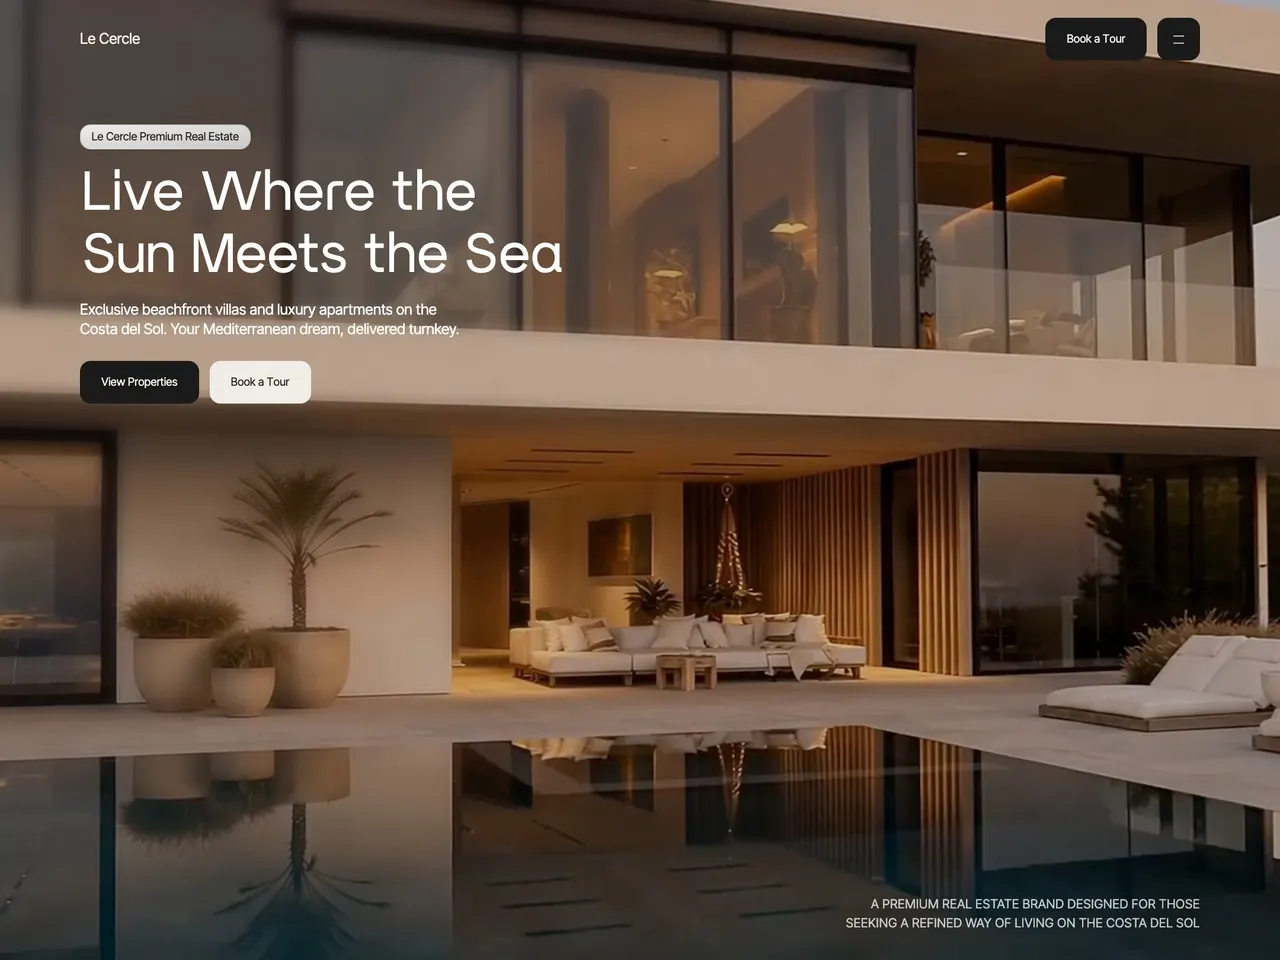 Le Cercle
Book a Tour
Le Cercle Premium Real Estate
Live Where the
Sun Meets the Sea
Exclusive beachfront villas and luxury apartments on the
Costa del Sol. Your Mediterranean dream, delivered turnkey.
View Properties
Book a Tour
A PREMIUM REAL ESTATE BRAND DESIGNED FOR THOSE
SEEKING A REFINED WAY OF LIVING ON THE COSTA DEL SOL